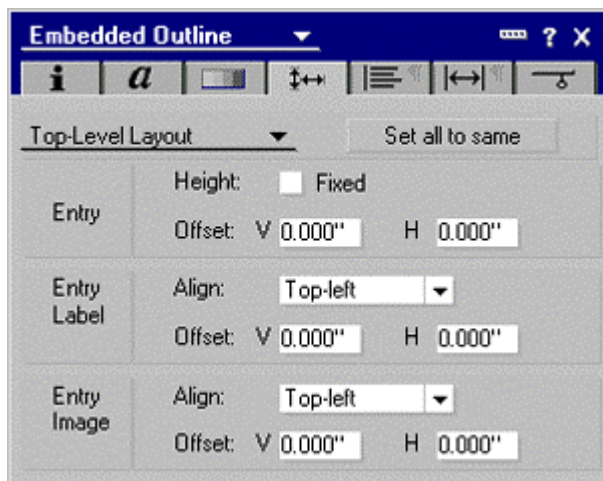 Embedded Outline
? X
i a
Top-Level Layout Set all to same
Height: Fixed
Entry
Offset: V 0.000" H 0.000"
Entry Label
Align: Top-left
Offset: V 0.000" H 0.000"
Entry Image
Align: Top-left
Offset: V 0.000" H 0.000"